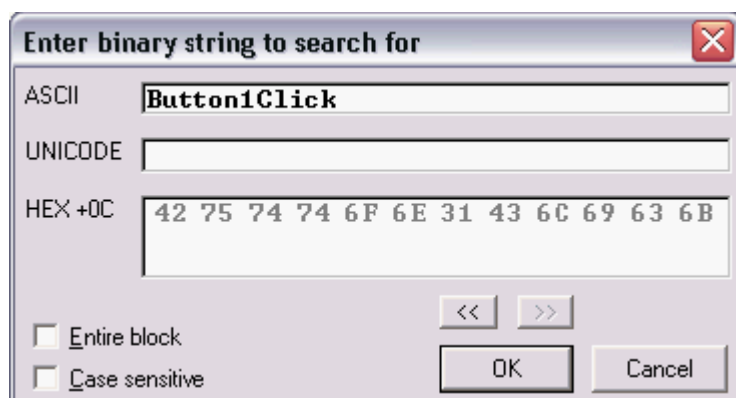 Enter binary string to search for
ASCII Button1Click
UNICODE
HEX +0C 42 75 74 74 6F 6E 31 43 6C 69 63 6B
<< >>
Entire block
OK Cancel
Case sensitive